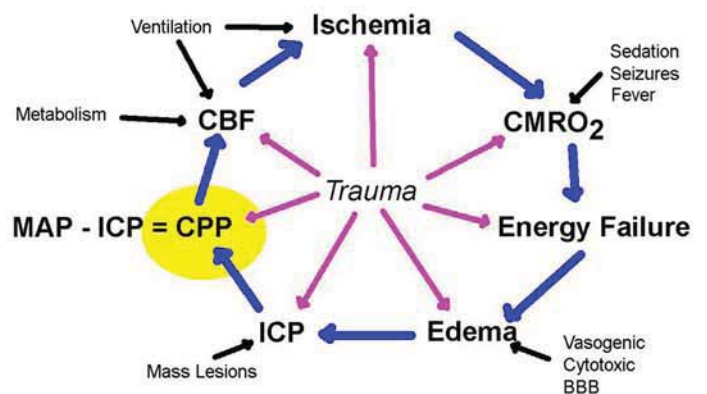 Ventilation
Ischemia
Sedation
Seizures
Fever
Metabolism
CBF
CMRO2
Trauma
MAP - ICP = CPP
Energy Failure
ICP
Edema
Mass Lesions
Vasogenic
Cytotoxic
BBB